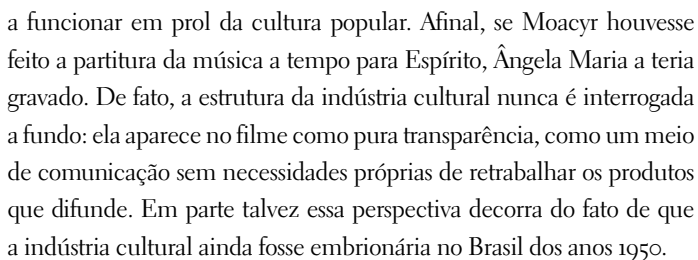 a funcionar em prol da cultura popular. Afinal, se Moacyr houvesse
feito a partitura da música a tempo para Espírito, Ângela Maria a teria
gravado. De fato, a estrutura da indústria cultural nunca é interrogada
a fundo: ela aparece no filme como pura transparência, como um meio
de comunicação sem necessidades próprias de retrabalhar os produtos
que difunde. Em parte talvez essa perspectiva decorra do fato de que
a indústria cultural ainda fosse embrionária no Brasil dos anos 1950.